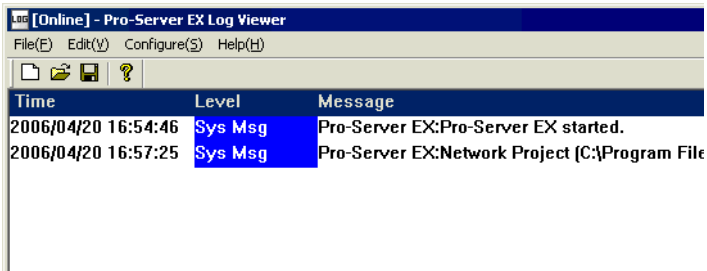 LOG [Online] - Pro-Server EX Log Viewer
File(F) Edit(V) Configure(S) Help(H)
Time Level Message
2006/04/20 16:54:46 Sys Msg Pro-Server EX:Pro-Server EX started.
2006/04/20 16:57:25 Sys Msg Pro-Server EX:Network Project (C:\Program File